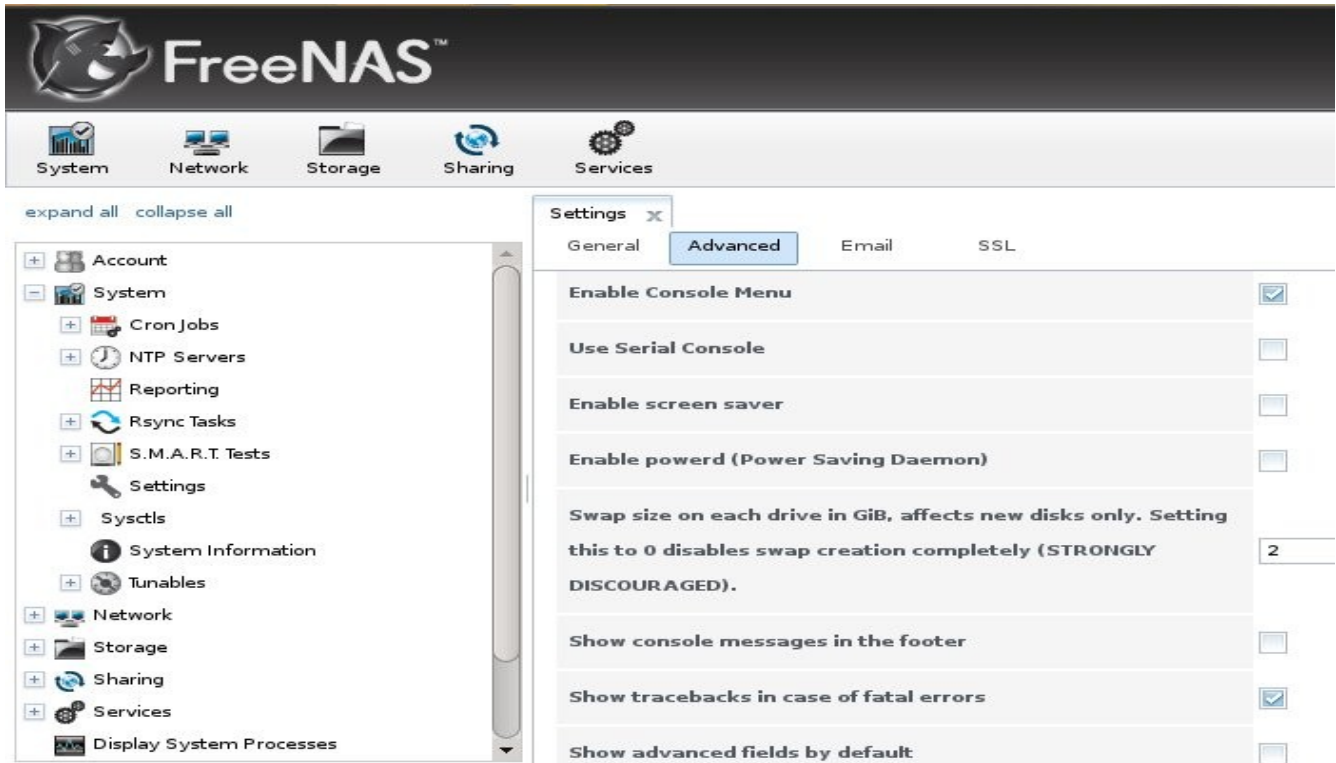 FreeNAS™
System
Network
Storage
Sharing
Services
expand all collapse all
Account
System
Cron Jobs
NTP Servers
Reporting
Rsync Tasks
S.M.A.R.T. Tests
Settings
Sysctls
System Information
Tunables
Network
Storage
Sharing
Services
Display System Processes
Settings x
General
Advanced
Email
SSL
Enable Console Menu
Use Serial Console
Enable screen saver
Enable powerd (Power Saving Daemon)
Swap size on each drive in GiB, affects new disks only. Setting
this to 0 disables swap creation completely (STRONGLY
DISCOURAGED).
2
Show console messages in the footer
Show tracebacks in case of fatal errors
Show advanced fields by default